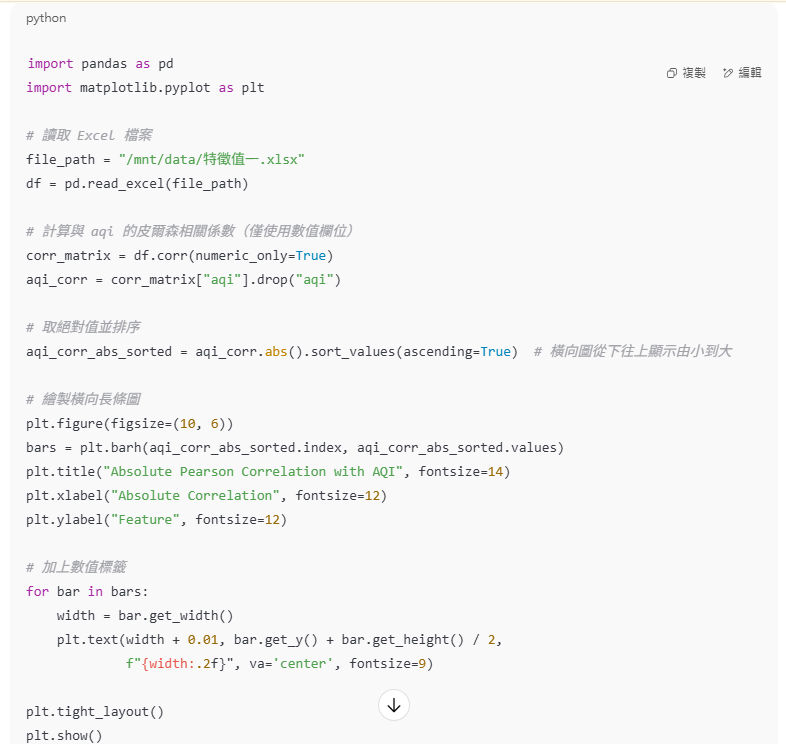 python
import pandas as pd
複製 編輯
import matplotlib.pyplot as plt
# 讀取 Excel 檔案
file_path = "/mnt/data/特徵值一.xlsx"
df = pd.read_excel(file_path)
# 計算與 aqi 的皮爾森相關係數（僅使用數值欄位）
corr_matrix = df.corr(numeric_only=True)
aqi_corr = corr_matrix["aqi"].drop("aqi")
# 取絕對值並排序
aqi_corr_abs_sorted = aqi_corr.abs().sort_values(ascending=True)  # 橫向圖從下往上顯示由小到大
# 繪製橫向長條圖
plt.figure(figsize=(10, 6))
bars = plt.barh(aqi_corr_abs_sorted.index, aqi_corr_abs_sorted.values)
plt.title("Absolute Pearson Correlation with AQI", fontsize=14)
plt.xlabel("Absolute Correlation", fontsize=12)
plt.ylabel("Feature", fontsize=12)
# 加上數值標籤
for bar in bars:
    width = bar.get_width()
    plt.text(width + 0.01, bar.get_y() + bar.get_height() / 2,
             f"{width:.2f}", va='center', fontsize=9)
plt.tight_layout()
plt.show()